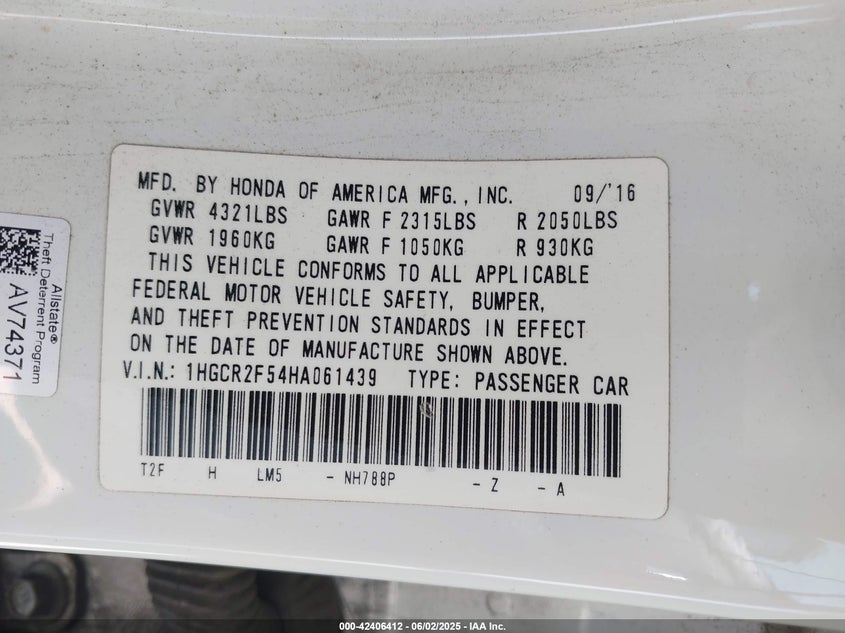 MFD. BY HONDA OF AMERICA MFG., INC. 09/'16
GVWR 4321LBS GAWR F 2315LBS R 2050LBS
GVWR 1960KG GAWR F 1050KG R 930KG
THIS VEHICLE CONFORMS TO ALL APPLICABLE
FEDERAL MOTOR VEHICLE SAFETY, BUMPER,
AND THEFT PREVENTION STANDARDS IN EFFECT
ON THE DATE OF MANUFACTURE SHOWN ABOVE.
V.I.N.: 1HGCR2F54HA061439 TYPE: PASSENGER CAR
T2F H LM5 - NH788P - Z - A
Allstate®
Theft Deterrent Program
AV74371
000-42406412 - 06/02/2025 - IAA Inc.